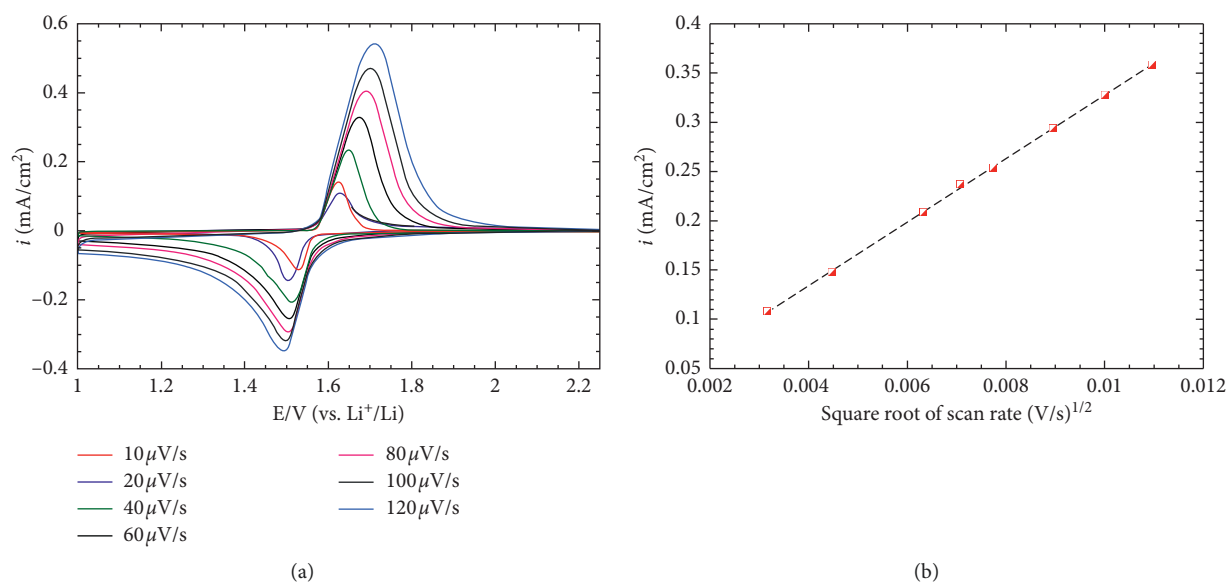 0.6
0.4
0.2
0
−0.2
−0.4
i (mA/cm²)
1 1.2 1.4 1.6 1.8 2 2.2
E/V (vs. Li⁺/Li)
10 μV/s
20 μV/s
40 μV/s
60 μV/s
80 μV/s
100 μV/s
120 μV/s
(a)
0.4
0.35
0.3
0.25
0.2
0.15
0.1
0.05
i (mA/cm²)
0.002 0.004 0.006 0.008 0.01 0.012
Square root of scan rate (V/s)¹/²
(b)